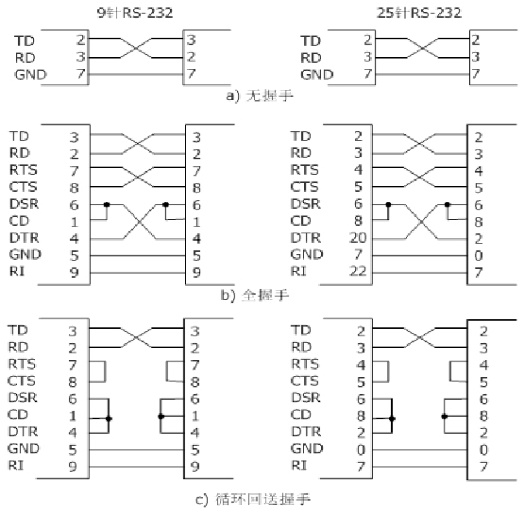 9针RS-232 25针RS-232
TD 2 3 TD 2 2
RD 3 2 RD 3 3
GND 7 7 GND 7 7
a) 无握手
TD 3 3 TD 2 2
RD 2 2 RD 3 3
RTS 7 7 RTS 4 4
CTS 8 8 CTS 5 5
DSR 6 6 DSR 6 6
CD 1 1 CD 8 8
DTR 4 4 DTR 20 2
GND 5 5 GND 7 0
RI 9 9 RI 22 7
b) 全握手
TD 3 3 TD 2 2
RD 2 2 RD 3 3
RTS 7 7 RTS 4 4
CTS 8 8 CTS 5 5
DSR 6 6 DSR 6 6
CD 1 1 CD 8 8
DTR 4 4 DTR 2 2
GND 5 5 GND 0 0
RI 9 9 RI 7 7
c) 循环回送握手